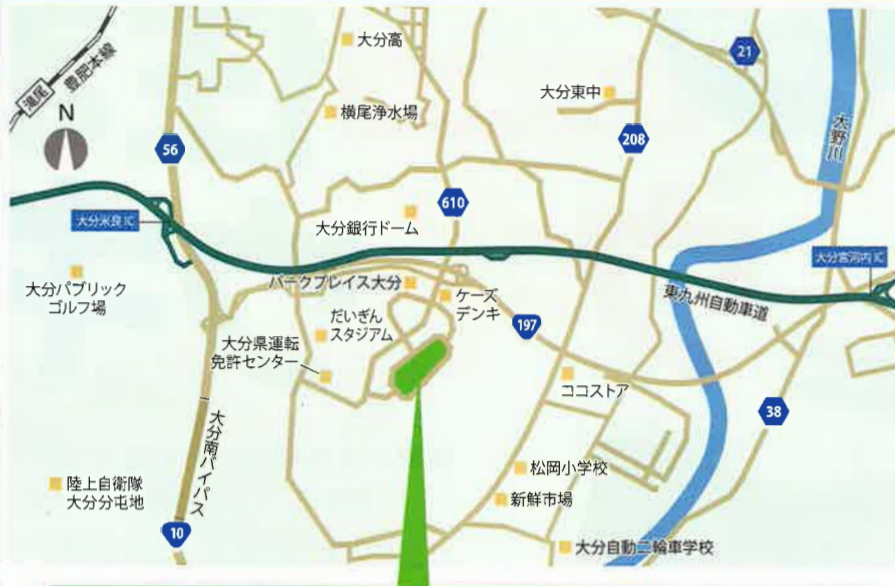 大分高
21
滝尾
豊肥本線
大分東中
N
横尾浄水場
大野川
56
208
610
大分米良IC
大分銀行ドーム
大分宮河内IC
大分パブリック
ゴルフ場
パークプレイス大分
ケーズ
デンキ
東九州自動車道
だいぎん
スタジアム
197
大分県運転
免許センター
ココストア
38
大分南バイパス
松岡小学校
陸上自衛隊
大分分屯地
新鮮市場
10
大分自動二輪車学校